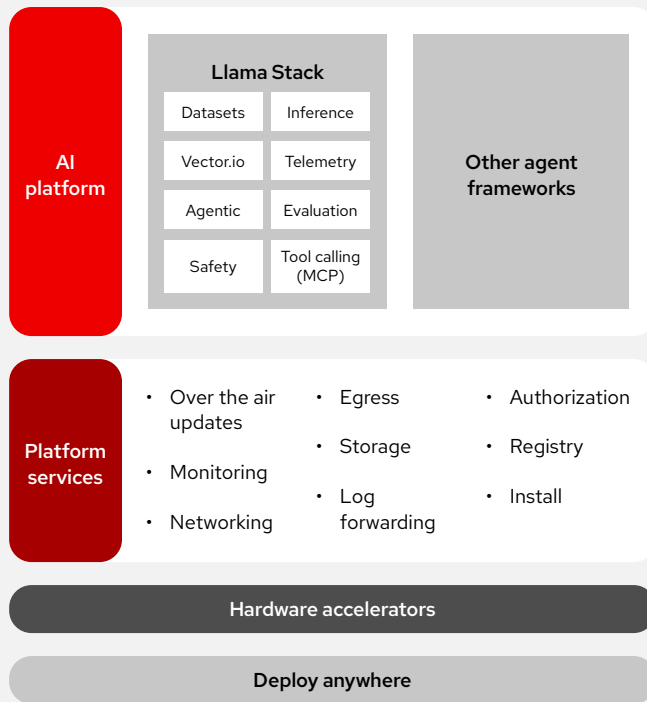 AI
platform
Llama Stack
Datasets
Inference
Vector.io
Telemetry
Agentic
Evaluation
Safety
Tool calling
(MCP)
Other agent
frameworks
Platform
services
• Over the air
updates
• Monitoring
• Networking
• Egress
• Storage
• Log
forwarding
• Authorization
• Registry
• Install
Hardware accelerators
Deploy anywhere